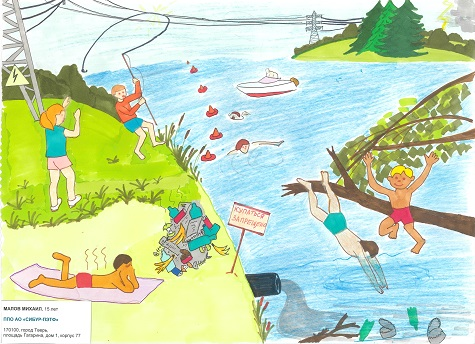 КУПАТЬСЯ
ЗАПРЕЩЕНО
МАЛОВ МИХАИЛ, 15 лет
ППО АО «СИБУР-ПЭТФ»
170100, город Тверь,
площадь Гагарина, дом 1, корпус 77